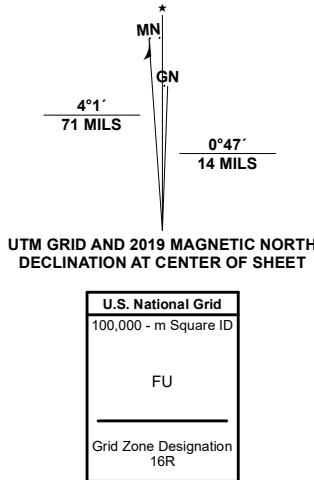 ★
MN
GN
4°1´
71 MILS
0°47´
14 MILS
UTM GRID AND 2019 MAGNETIC NORTH
DECLINATION AT CENTER OF SHEET
U.S. National Grid
100,000 - m Square ID
FU
Grid Zone Designation
16R